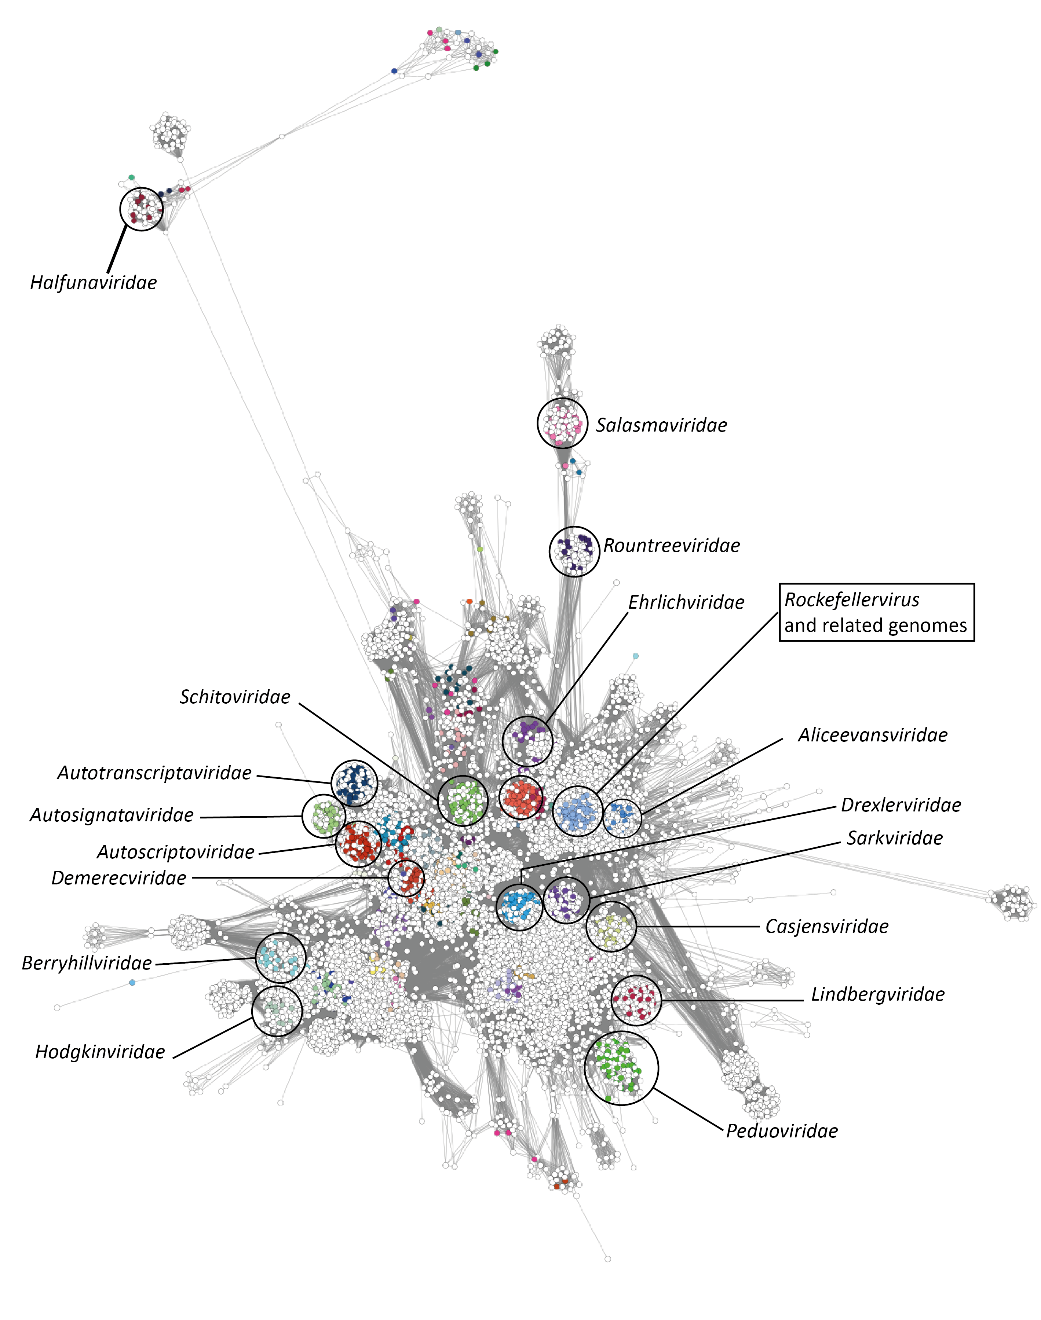 Halfunaviridae
Salasmaviridae
Rountreeviridae
Ehrlichviridae
Rockefellervirus
and related genomes
Schitoviridae
Aliceevansviridae
Autotranscriptaviridae
Drexlerviridae
Autosignataviridae
Sarkviridae
Autoscriptoviridae
Demerecviridae
Casjensviridae
Berryhillviridae
Lindbergviridae
Hodgkinviridae
Peduoviridae